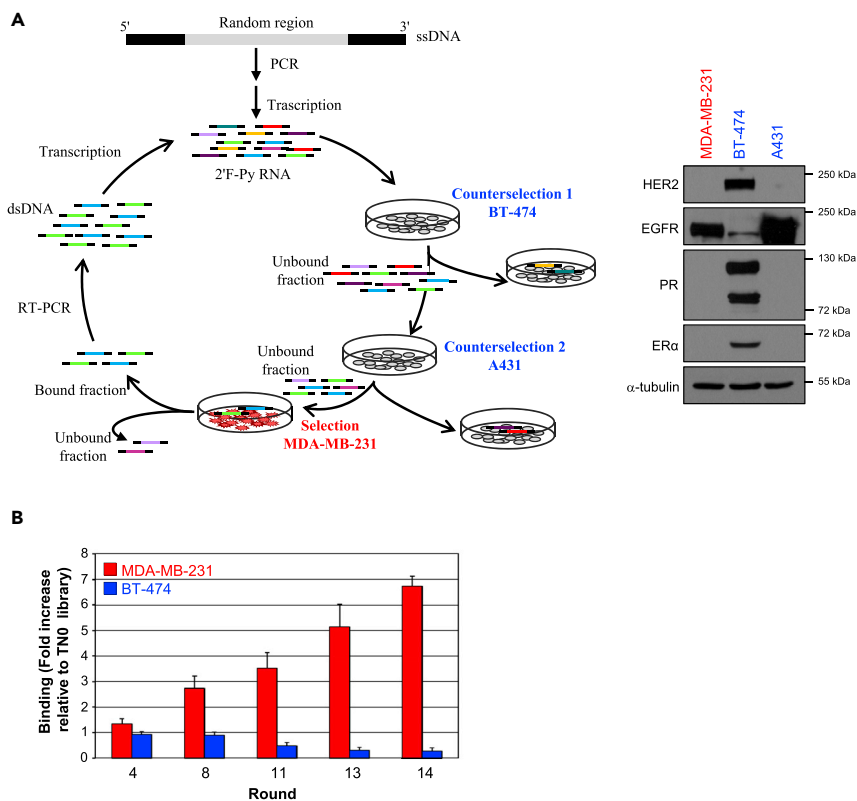 A
5'
Random region
3'
ssDNA
PCR
Trascription
Transcription
2'F-Py RNA
dsDNA
Counterselection 1
BT-474
Unbound
fraction
RT-PCR
Counterselection 2
A431
Unbound
fraction
Bound fraction
Selection
MDA-MB-231
Unbound
fraction
MDA-MB-231
BT-474
A431
HER2
250 kDa
250 kDa
EGFR
130 kDa
PR
72 kDa
72 kDa
ERα
α-tubulin
55 kDa
B
Binding (Fold increase
relative to TN0 library)
8
7
6
5
4
3
2
1
0
MDA-MB-231
BT-474
4 8 11 13 14
Round